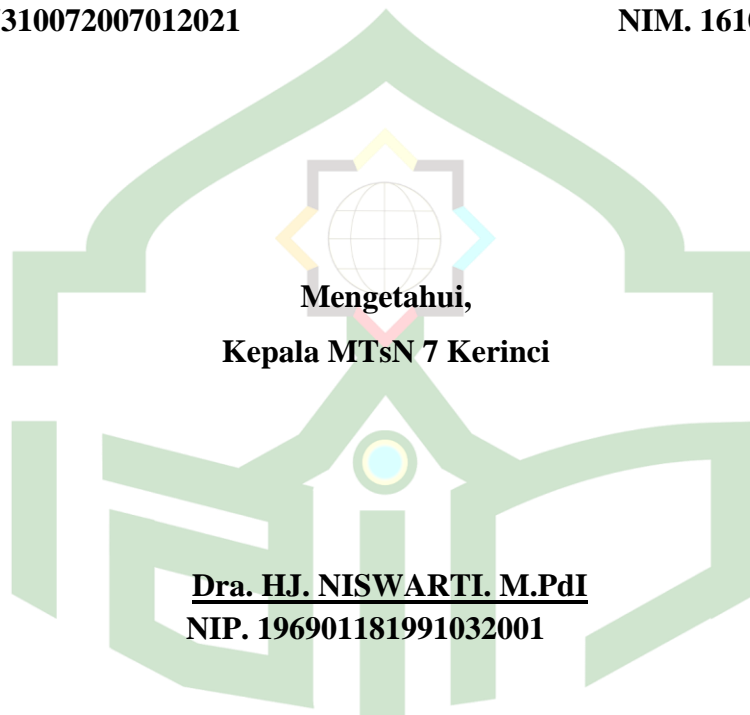 310072007012021 NIM. 161
Mengetahui,
Kepala MTsN 7 Kerinci
Dra. HJ. NISWARTI. M.PdI
NIP. 196901181991032001